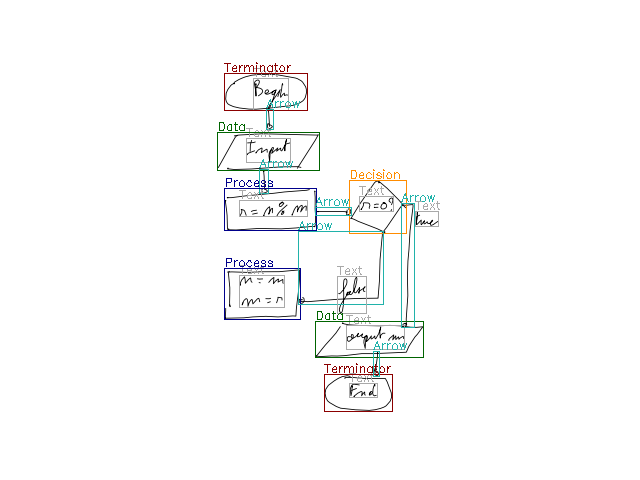 Terminator
Text
Begin
Arrow
Data
Text
Input
Arrow
Process
Text
r = n % m
Arrow
Decision
Text
r = 0?
Arrow
Text
true
Arrow
Process
Text
n = m
m = r
Text
false
Data
Text
output m
Arrow
Terminator
Text
End